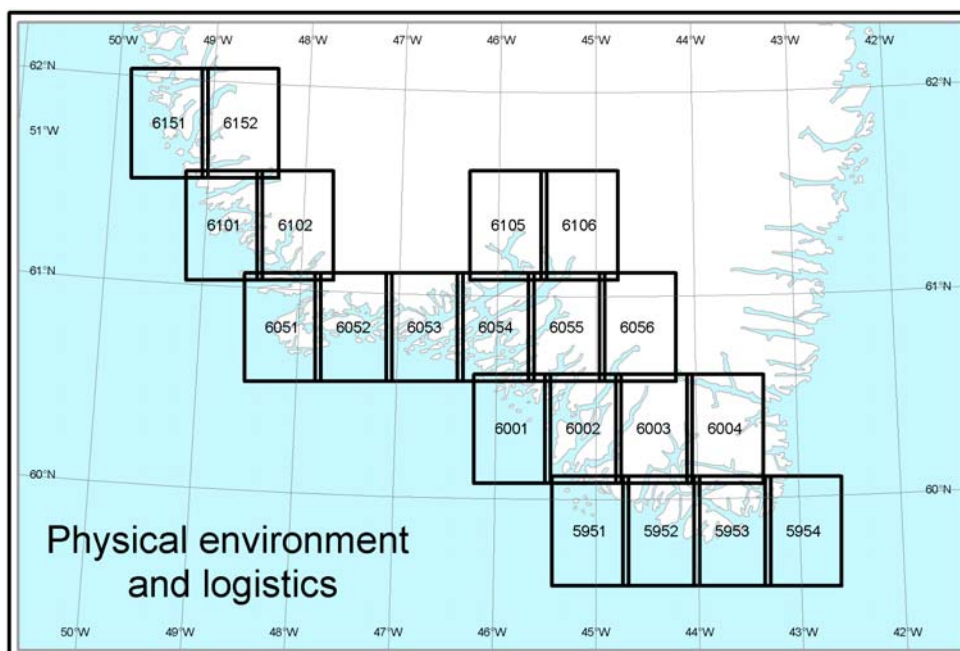 50°W 49°W 48°W 47°W 46°W 45°W 44°W 42°W
62°N 62°N
51°W
6151 6152
6101 6102 6105 6106
61°N 61°N
6051 6052 6053 6054 6055 6056
6001 6002 6003 6004
60°N 60°N
5951 5952 5953 5954
Physical environment
and logistics
50°W 49°W 48°W 47°W 46°W 45°W 44°W 43°W 42°W 41°W